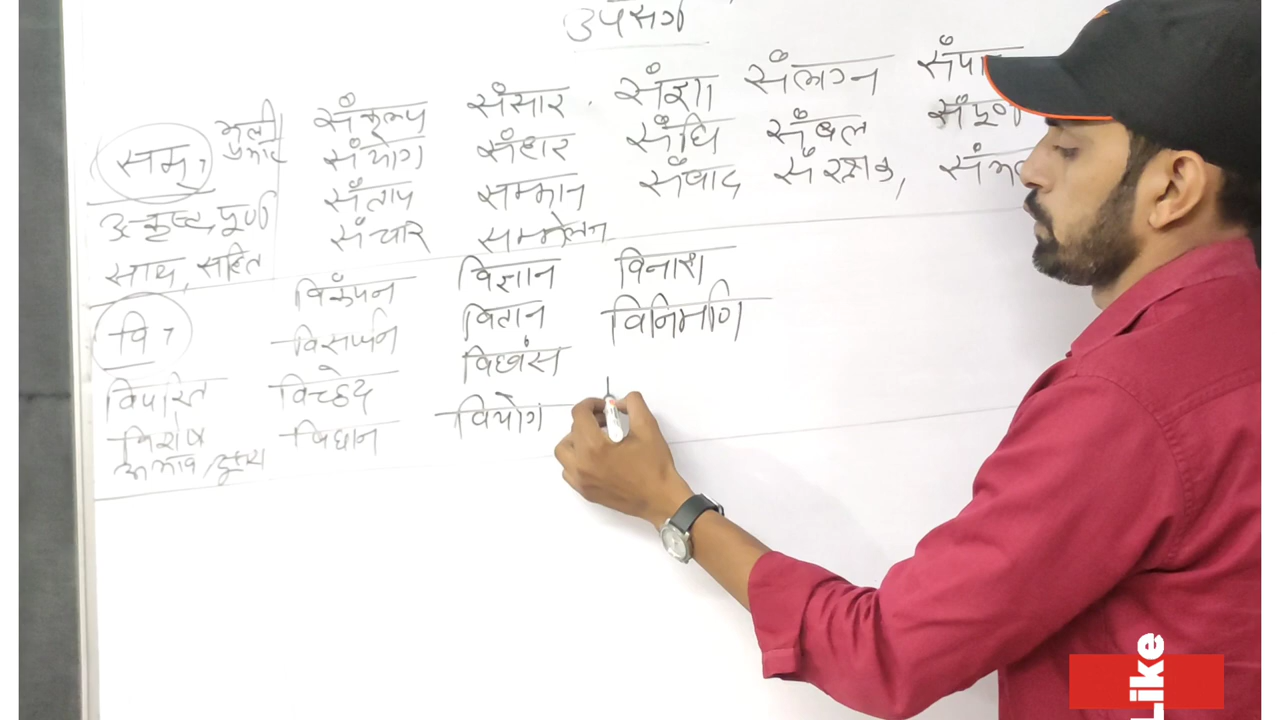 उपसर्ग
सम् भली प्रकार संकल्प संसार संज्ञा संलग्न
संयोग संहार संधि संबल संपूर्ण
उत्कृष्ट, पूर्ण संताप सम्मान संवाद संरक्षक,
साथ, सहित संचार सम्मेलन
वि विकंपन विज्ञान विनाश
विसर्जन वितान विनिर्माण
विपरित विच्छेद विध्वंस
विशेष विधान वियोग
अभाव / दूसरा
Like